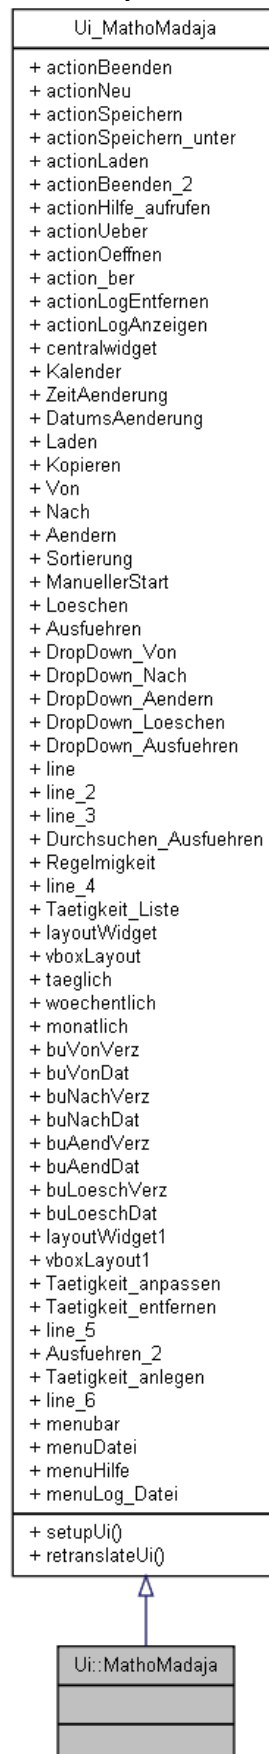 Ui_MathoMadaja
+ actionBeenden
+ actionNeu
+ actionSpeichern
+ actionSpeichern_unter
+ actionLaden
+ actionBeenden_2
+ actionHilfe_aufrufen
+ actionUeber
+ actionOeffnen
+ action_ber
+ actionLogEntfernen
+ actionLogAnzeigen
+ centralwidget
+ Kalender
+ ZeitAenderung
+ DatumsAenderung
+ Laden
+ Kopieren
+ Von
+ Nach
+ Aendern
+ Sortierung
+ ManuellerStart
+ Loeschen
+ Ausfuehren
+ DropDown_Von
+ DropDown_Nach
+ DropDown_Aendern
+ DropDown_Loeschen
+ DropDown_Ausfuehren
+ line
+ line_2
+ line_3
+ Durchsuchen_Ausfuehren
+ Regelmigkeit
+ line_4
+ Taetigkeit_Liste
+ layoutWidget
+ vboxLayout
+ taeglich
+ woechentlich
+ monatlich
+ buVonVerz
+ buVonDat
+ buNachVerz
+ buNachDat
+ buAendVerz
+ buAendDat
+ buLoeschVerz
+ buLoeschDat
+ layoutWidget1
+ vboxLayout1
+ Taetigkeit_anpassen
+ Taetigkeit_entfernen
+ line_5
+ Ausfuehren_2
+ Taetigkeit_anlegen
+ line_6
+ menubar
+ menuDatei
+ menuHilfe
+ menuLog_Datei
+ setupUi()
+ retranslateUi()
Ui::MathoMadaja